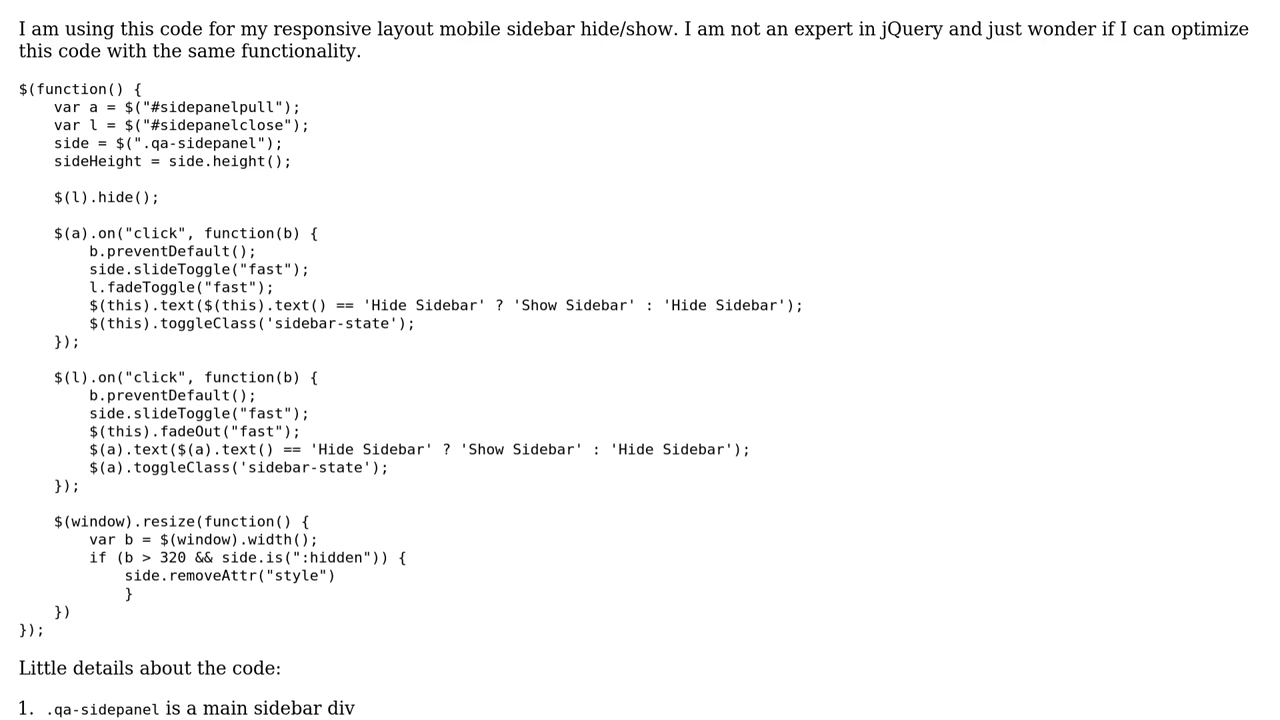 I am using this code for my responsive layout mobile sidebar hide/show. I am not an expert in jQuery and just wonder if I can optimize
this code with the same functionality.
$(function() {
    var a = $("#sidepanelpull");
    var l = $("#sidepanelclose");
    side = $(".qa-sidepanel");
    sideHeight = side.height();

    $(l).hide();

    $(a).on("click", function(b) {
        b.preventDefault();
        side.slideToggle("fast");
        l.fadeToggle("fast");
        $(this).text($(this).text() == 'Hide Sidebar' ? 'Show Sidebar' : 'Hide Sidebar');
        $(this).toggleClass('sidebar-state');
    });

    $(l).on("click", function(b) {
        b.preventDefault();
        side.slideToggle("fast");
        $(this).fadeOut("fast");
        $(a).text($(a).text() == 'Hide Sidebar' ? 'Show Sidebar' : 'Hide Sidebar');
        $(a).toggleClass('sidebar-state');
    });

    $(window).resize(function() {
        var b = $(window).width();
        if (b > 320 && side.is(":hidden")) {
            side.removeAttr("style")
            }
    })
});
Little details about the code:
1. .qa-sidepanel is a main sidebar div